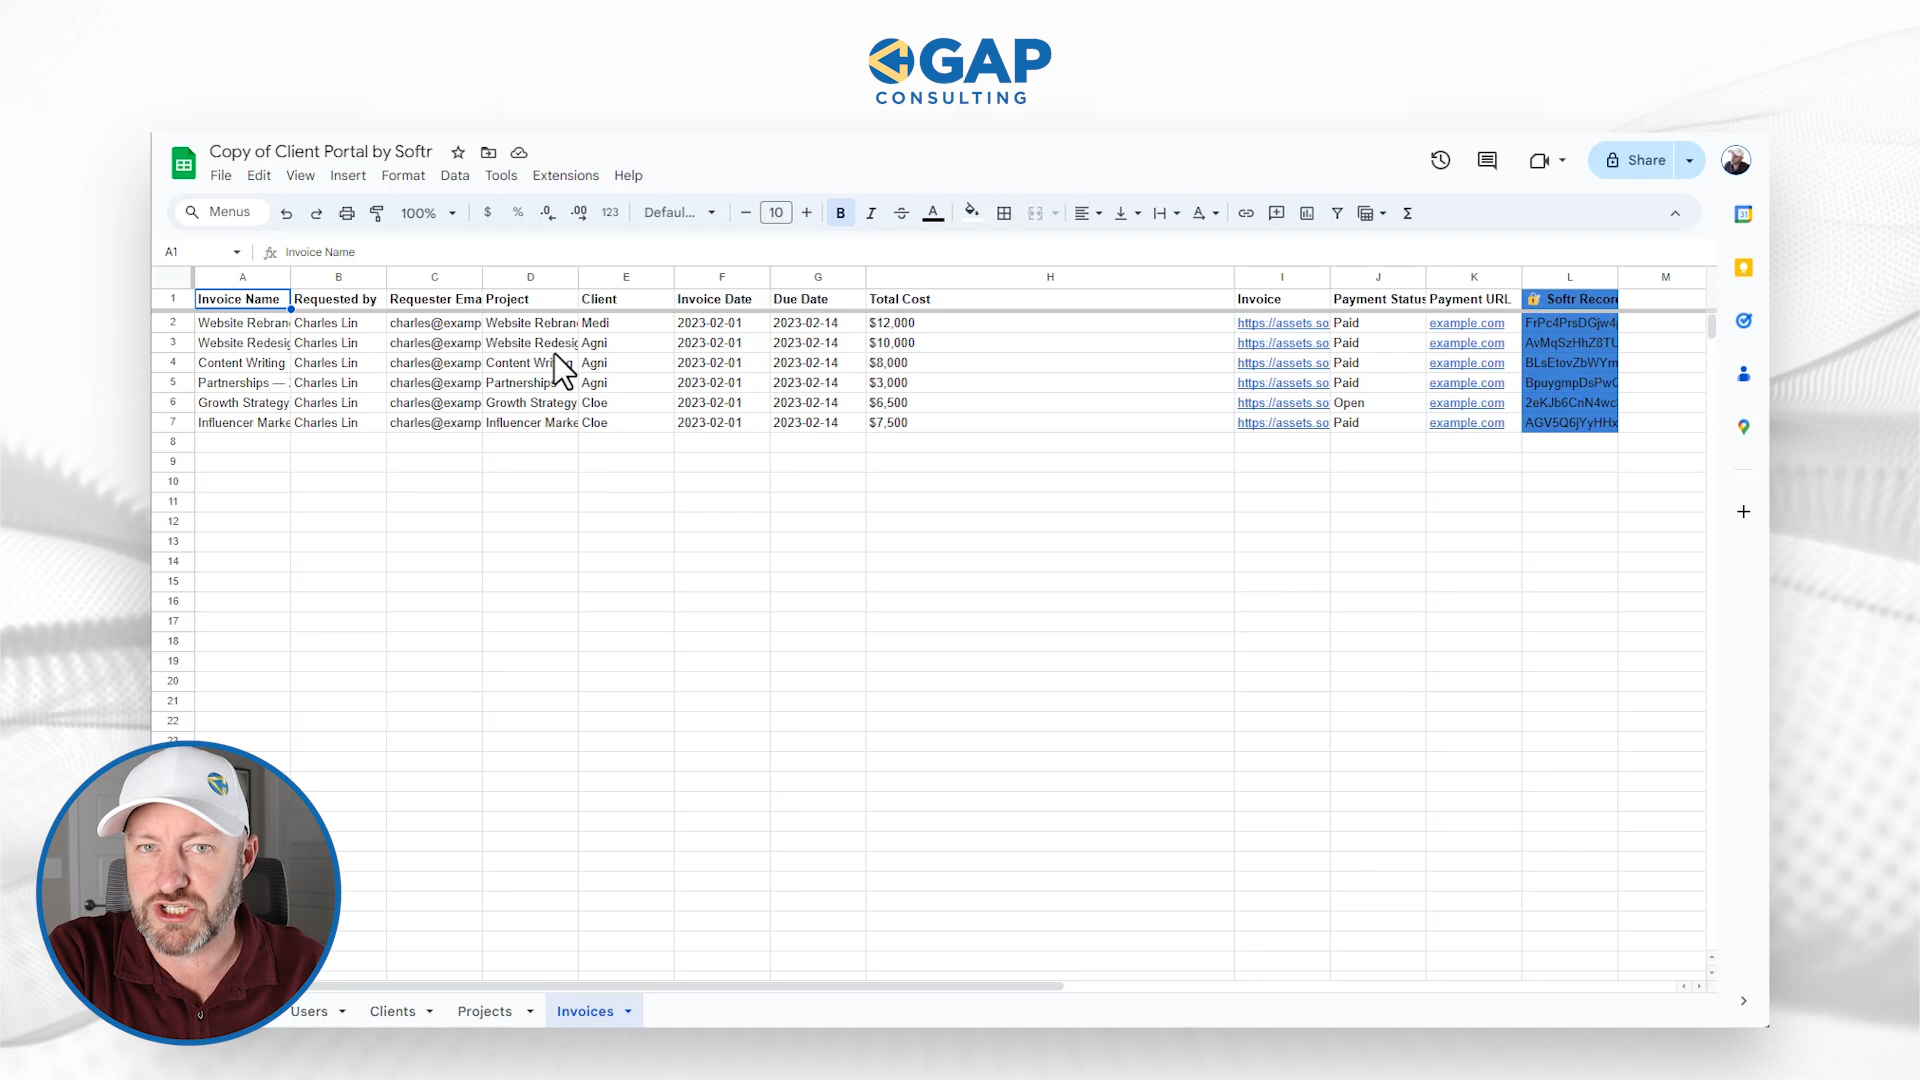 GAP
CONSULTING
Copy of Client Portal by Softr
File Edit View Insert Format Data Tools Extensions Help
Share
Menus 100% $ % .0 .00 123 Defaul... 10 B I A Σ
A1 fx Invoice Name
A B C D E F G H I J K L M
1 Invoice Name Requested by Requester Ema Project Client Invoice Date Due Date Total Cost Invoice Payment Status Payment URL Softr Recor
2 Website Rebran Charles Lin charles@examp Website Rebran Medi 2023-02-01 2023-02-14 $12,000 https://assets.so Paid example.com FrPc4PrsDGjw4
3 Website Redesig Charles Lin charles@examp Website Redesig Agni 2023-02-01 2023-02-14 $10,000 https://assets.so Paid example.com AvMqSzHhZ8TU
4 Content Writing Charles Lin charles@examp Content Writing Agni 2023-02-01 2023-02-14 $8,000 https://assets.so Paid example.com BLsEtovZbWYm
5 Partnerships — Charles Lin charles@examp Partnerships Agni 2023-02-01 2023-02-14 $3,000 https://assets.so Paid example.com BpuygmpDsPwC
6 Growth Strategy Charles Lin charles@examp Growth Strategy Cloe 2023-02-01 2023-02-14 $6,500 https://assets.so Open example.com 2eKJb6CnN4wc
7 Influencer Marke Charles Lin charles@examp Influencer Marke Cloe 2023-02-01 2023-02-14 $7,500 https://assets.so Paid example.com AGV5Q6jYyHHx
8
9
10
11
12
13
14
15
16
17
18
19
20
21
22
23
Users Clients Projects Invoices